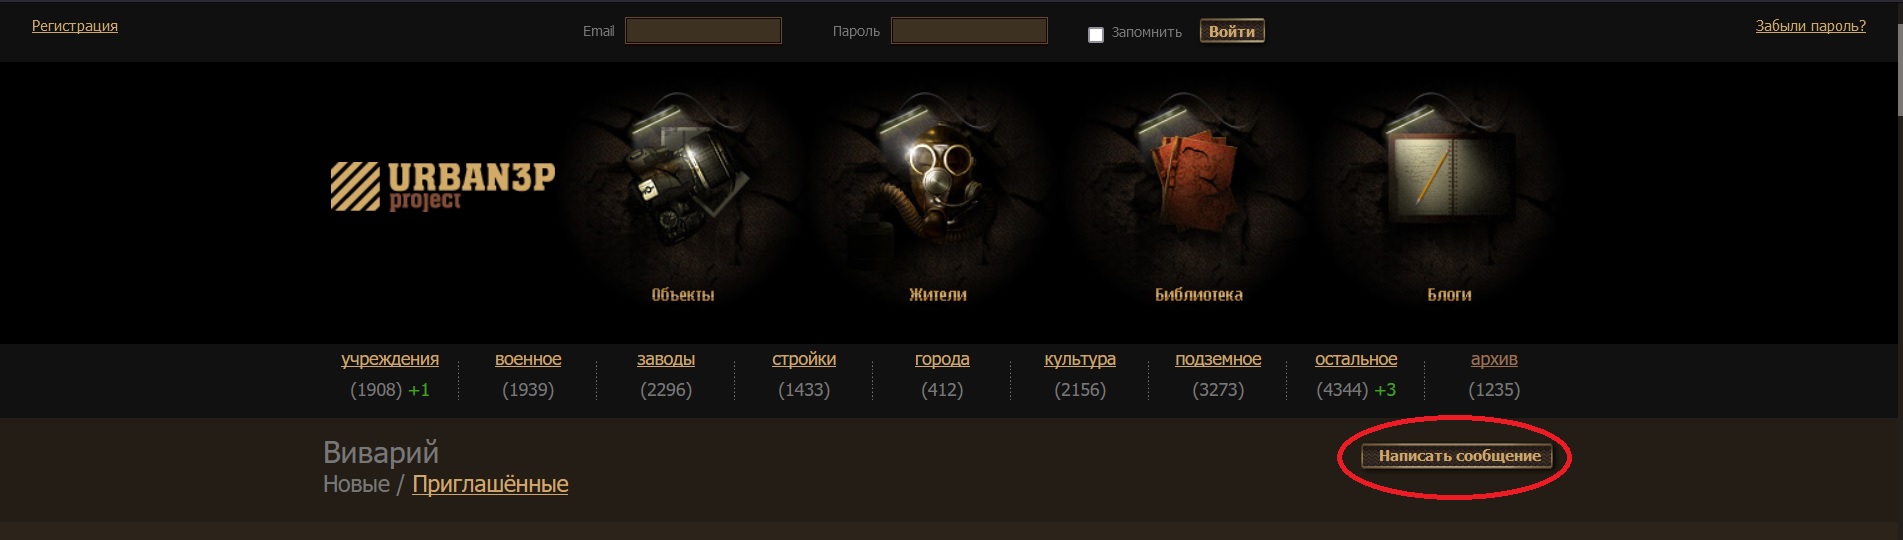 Регистрация
Email
Пароль
Запомнить
Войти
Забыли пароль?
URBAN3P
project
Объекты
Жители
Библиотека
Блоги
учреждения
(1908) +1
военное
(1939)
заводы
(2296)
стройки
(1433)
города
(412)
культура
(2156)
подземное
(3273)
остальное
(4344) +3
архив
(1235)
Виварий
Новые / Приглашённые
Написать сообщение